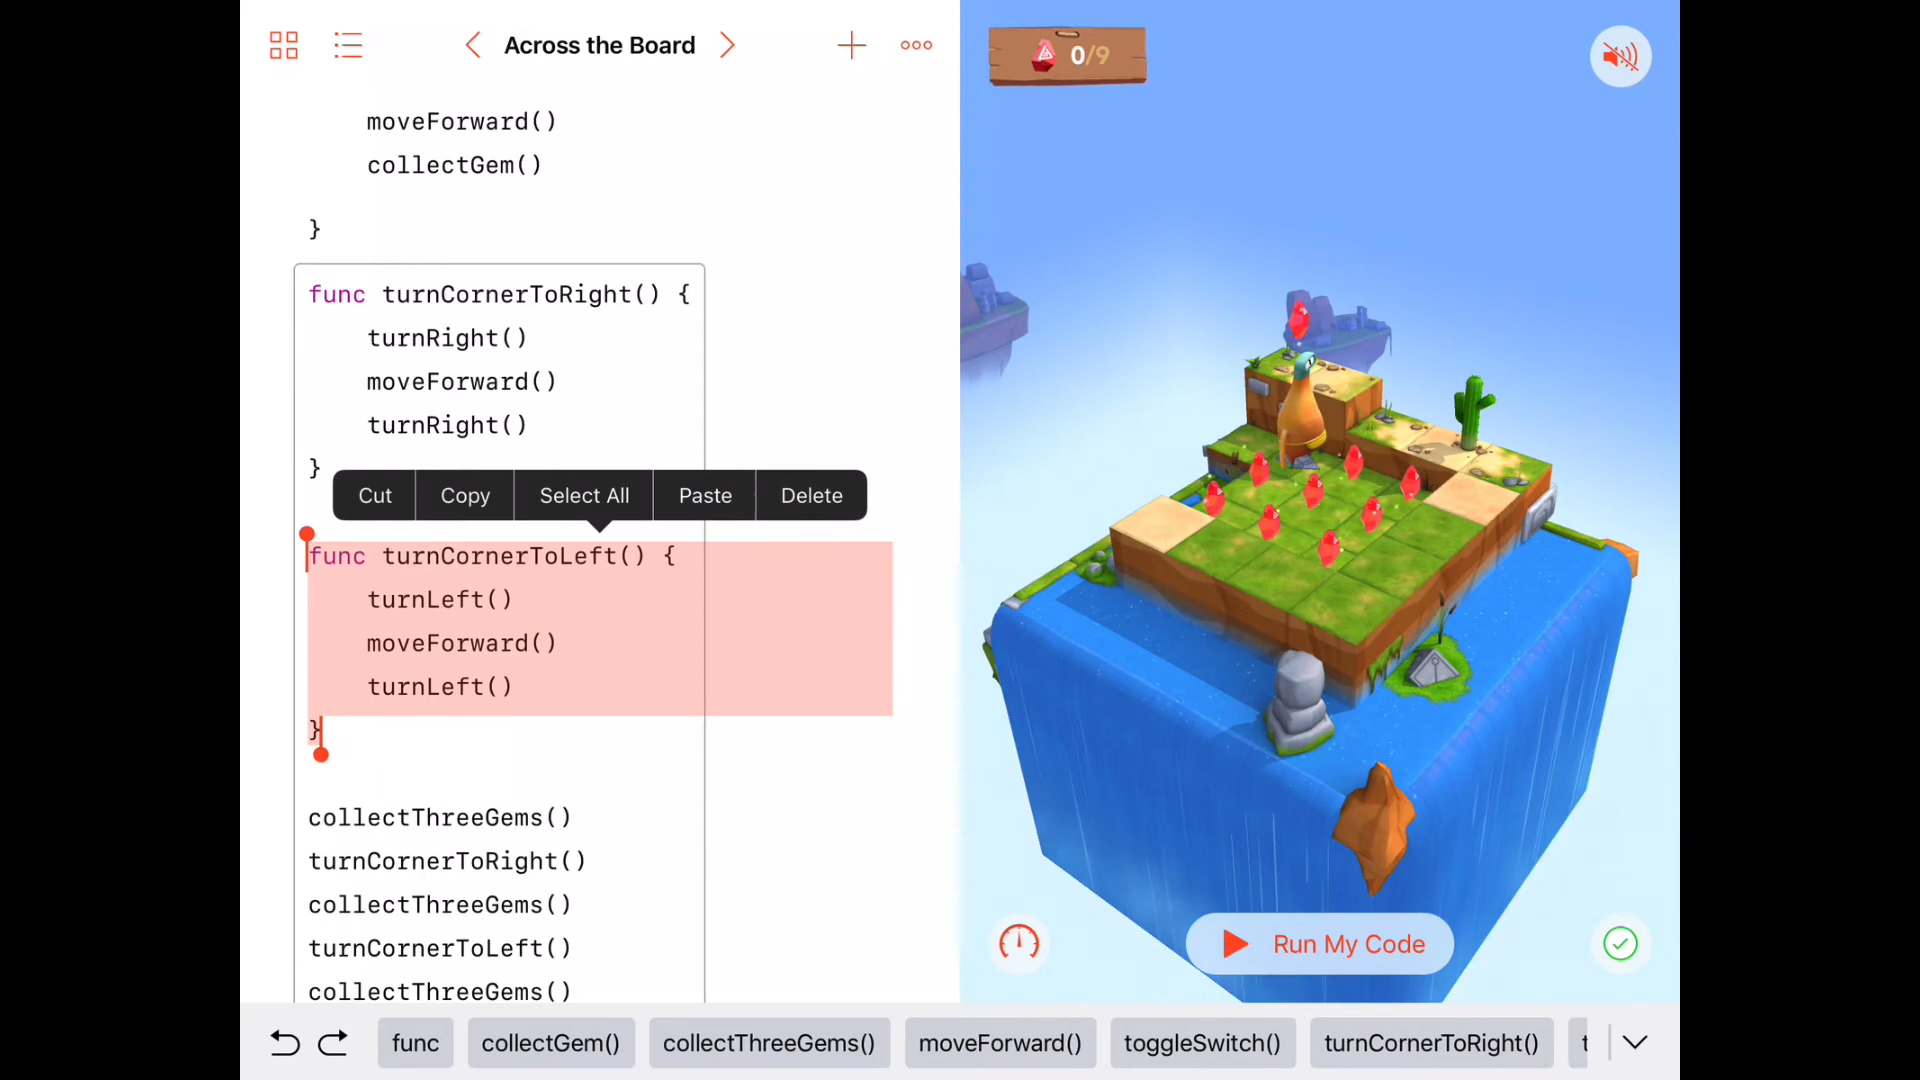 Across the Board
0/9
moveForward()
collectGem()
}
func turnCornerToRight() {
turnRight()
moveForward()
turnRight()
}
Cut Copy Select All Paste Delete
func turnCornerToLeft() {
turnLeft()
moveForward()
turnLeft()
}
collectThreeGems()
turnCornerToRight()
collectThreeGems()
turnCornerToLeft()
collectThreeGems()
Run My Code
func collectGem() collectThreeGems() moveForward() toggleSwitch() turnCornerToRight() t